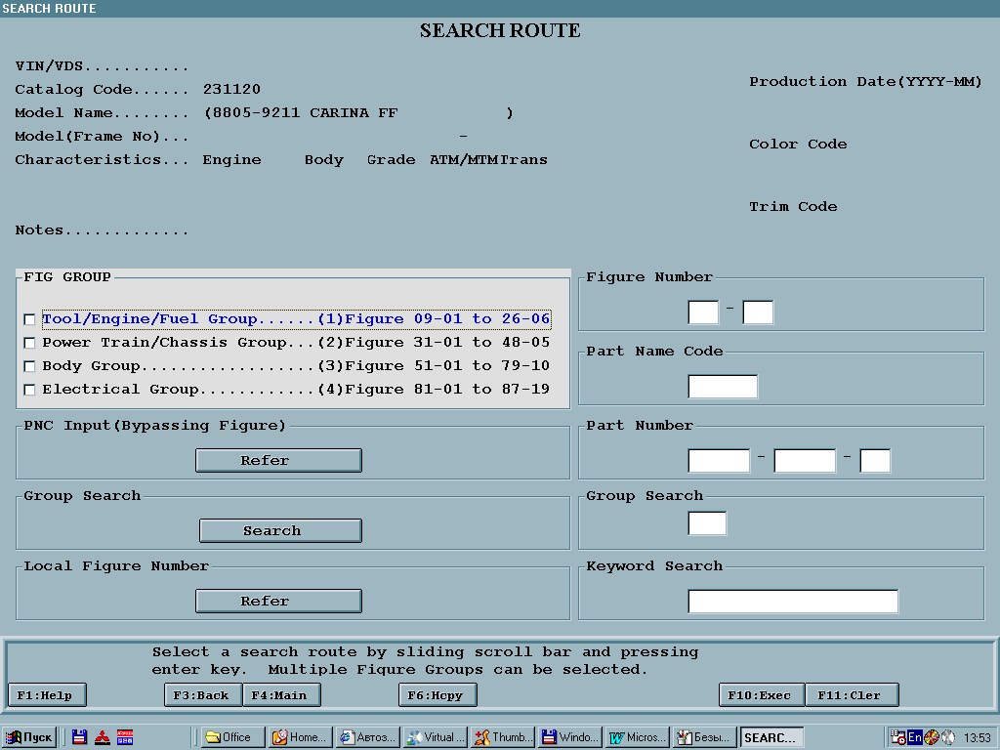 SEARCH ROUTE
SEARCH ROUTE
VIN/VDS...........
Catalog Code...... 231120
Production Date(YYYY-MM)
Model Name........ (8805-9211 CARINA FF )
Model(Frame No)... -
Color Code
Characteristics... Engine Body Grade ATM/MTMTrans
Trim Code
Notes.............
FIG GROUP
Tool/Engine/Fuel Group......(1)Figure 09-01 to 26-06
Power Train/Chassis Group...(2)Figure 31-01 to 48-05
Body Group..................(3)Figure 51-01 to 79-10
Electrical Group............(4)Figure 81-01 to 87-19
Figure Number
-
Part Name Code
PNC Input(Bypassing Figure)
Refer
Part Number
- -
Group Search
Search
Group Search
Local Figure Number
Refer
Keyword Search
Select a search route by sliding scroll bar and pressing
enter key. Multiple Figure Groups can be selected.
F1:Help F3:Back F4:Main F6:Hcpy F10:Exec F11:Cler
Пуск Office Home... Автоз... Virtual ... Thumb... Windo... Micros... Безы... SEARC... En 13:53